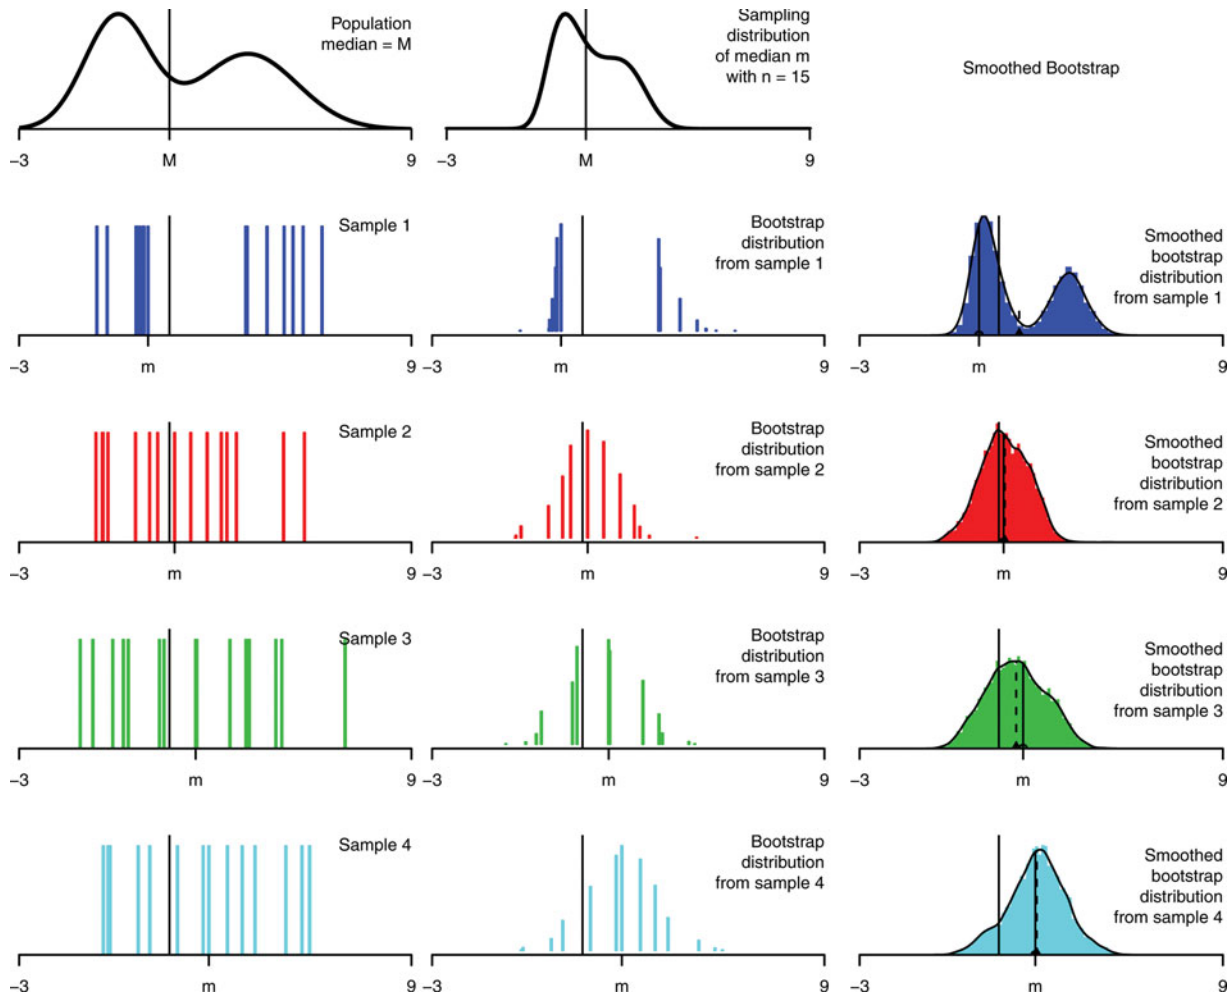 Population
median = M
–3
M
9
Sampling
distribution
of median m
with n = 15
–3
M
9
Smoothed Bootstrap
Sample 1
–3
m
9
Bootstrap
distribution
from sample 1
–3
m
9
Smoothed
bootstrap
distribution
from sample 1
–3
m
9
Sample 2
–3
m
9
Bootstrap
distribution
from sample 2
–3
m
9
Smoothed
bootstrap
distribution
from sample 2
–3
m
9
Sample 3
–3
m
9
Bootstrap
distribution
from sample 3
–3
m
9
Smoothed
bootstrap
distribution
from sample 3
–3
m
9
Sample 4
–3
m
9
Bootstrap
distribution
from sample 4
–3
m
9
Smoothed
bootstrap
distribution
from sample 4
–3
m
9